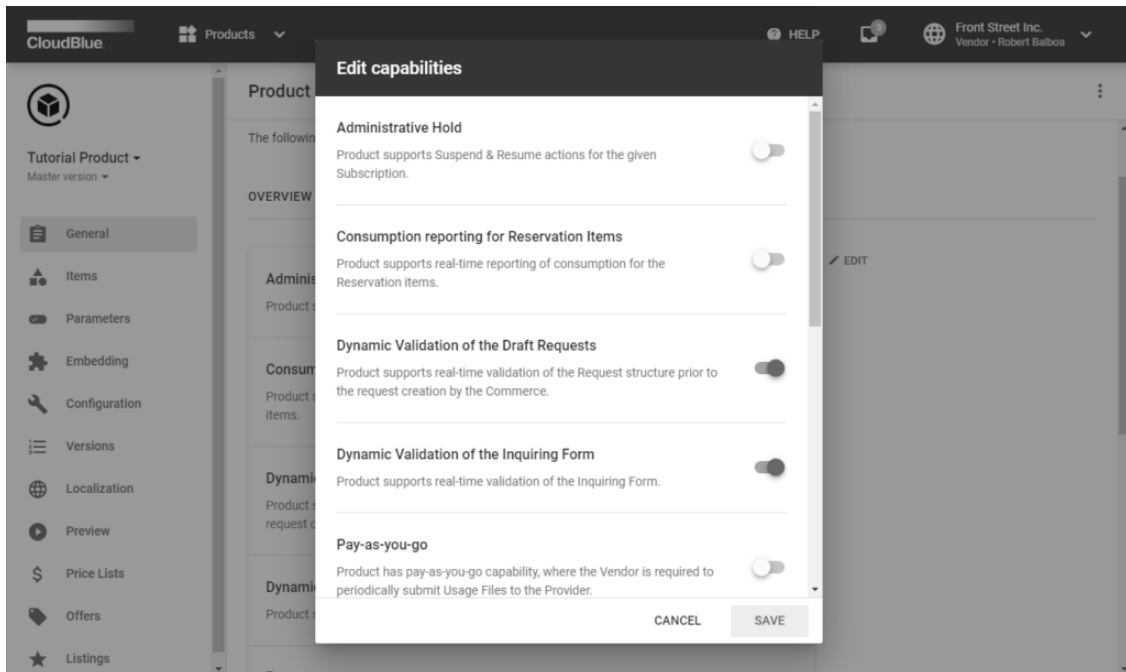 CloudBlue
Products
HELP
3
Front Street Inc.
Vendor • Robert Balboa
Tutorial Product
Master version
General
Items
Parameters
Embedding
Configuration
Versions
Localization
Preview
Price Lists
Offers
Listings
Product
The followin
OVERVIEW
EDIT
Adminis
Product s
Consum
Product s
items.
Dynami
Product s
request c
Dynami
Product s
Edit capabilities
Administrative Hold
Product supports Suspend & Resume actions for the given
Subscription.
Consumption reporting for Reservation Items
Product supports real-time reporting of consumption for the
Reservation items.
Dynamic Validation of the Draft Requests
Product supports real-time validation of the Request structure prior to
the request creation by the Commerce.
Dynamic Validation of the Inquiring Form
Product supports real-time validation of the Inquiring Form.
Pay-as-you-go
Product has pay-as-you-go capability, where the Vendor is required to
periodically submit Usage Files to the Provider.
CANCEL
SAVE